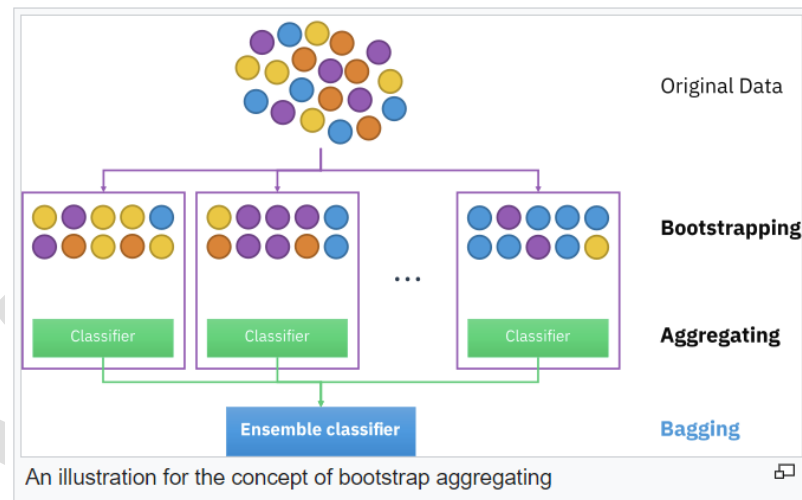 Original Data
Bootstrapping
...
Classifier Classifier Classifier Aggregating
Ensemble classifier Bagging
An illustration for the concept of bootstrap aggregating